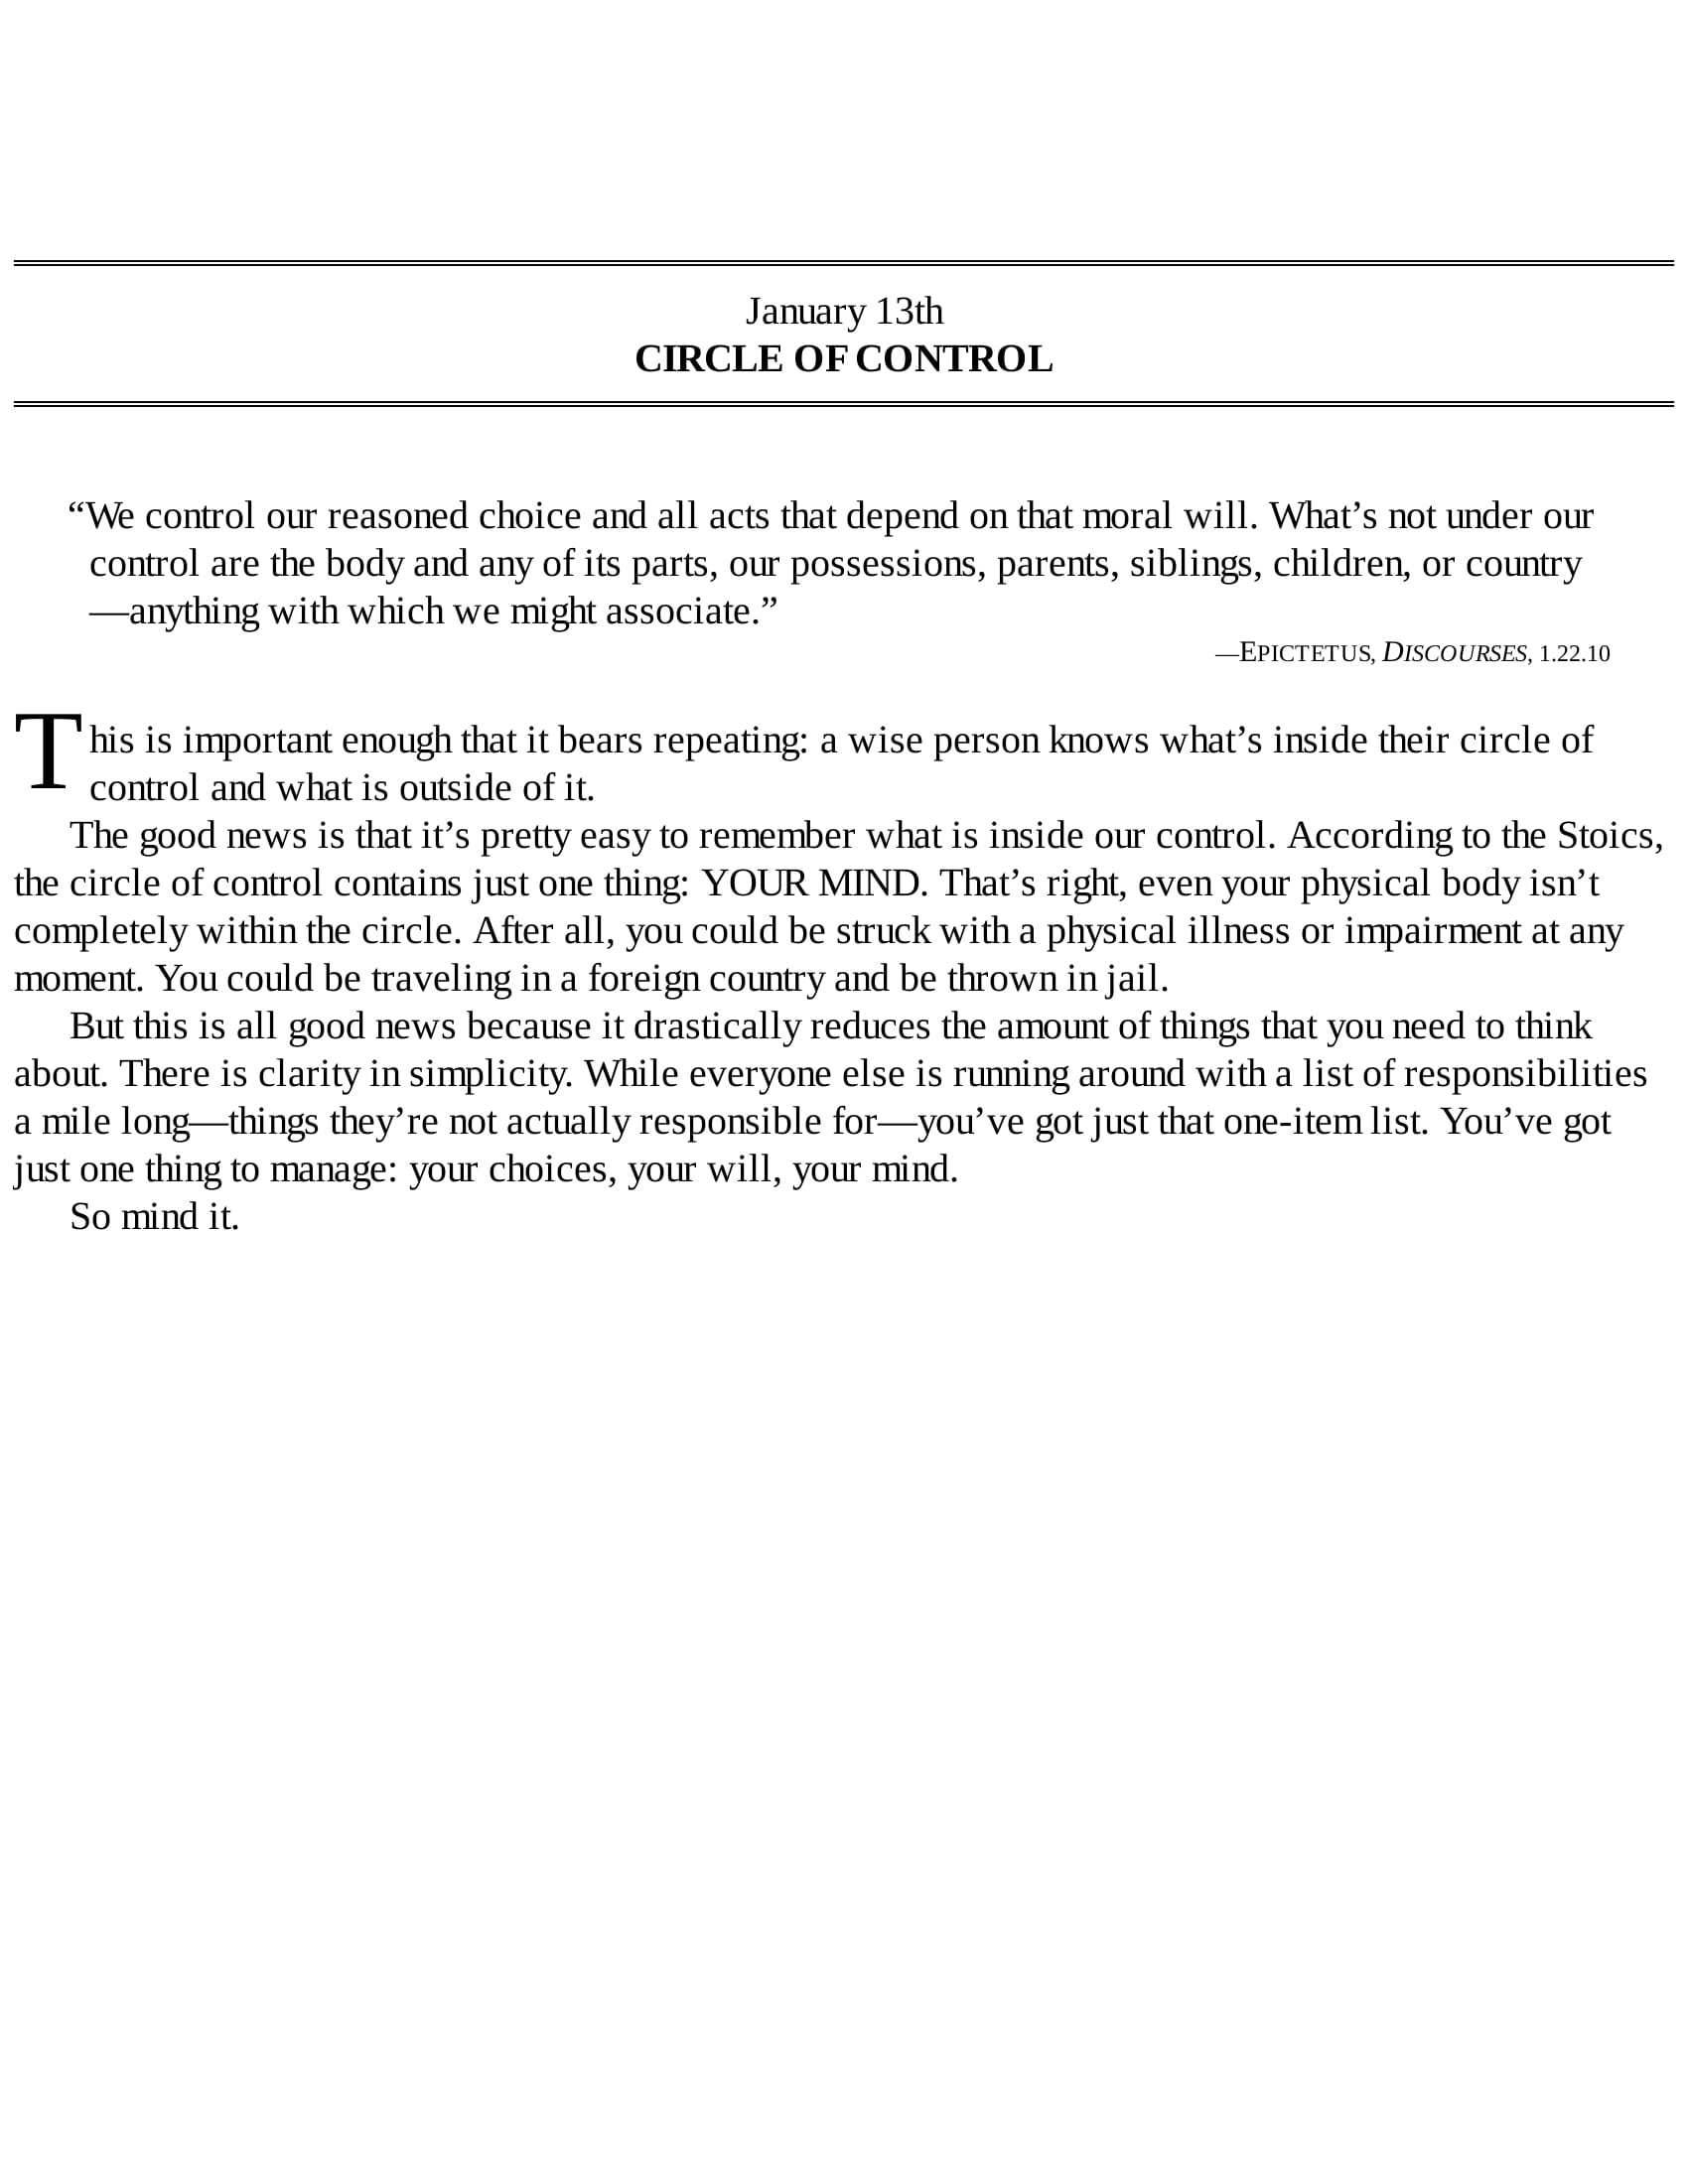 January 13th
CIRCLE OF CONTROL
“We control our reasoned choice and all acts that depend on that moral will. What’s not under our
control are the body and any of its parts, our possessions, parents, siblings, children, or country
—anything with which we might associate.”
—EPICTETUS, DISCOURSES, 1.22.10
This is important enough that it bears repeating: a wise person knows what’s inside their circle of
control and what is outside of it.
The good news is that it’s pretty easy to remember what is inside our control. According to the Stoics,
the circle of control contains just one thing: YOUR MIND. That’s right, even your physical body isn’t
completely within the circle. After all, you could be struck with a physical illness or impairment at any
moment. You could be traveling in a foreign country and be thrown in jail.
But this is all good news because it drastically reduces the amount of things that you need to think
about. There is clarity in simplicity. While everyone else is running around with a list of responsibilities
a mile long—things they’re not actually responsible for—you’ve got just that one-item list. You’ve got
just one thing to manage: your choices, your will, your mind.
So mind it.